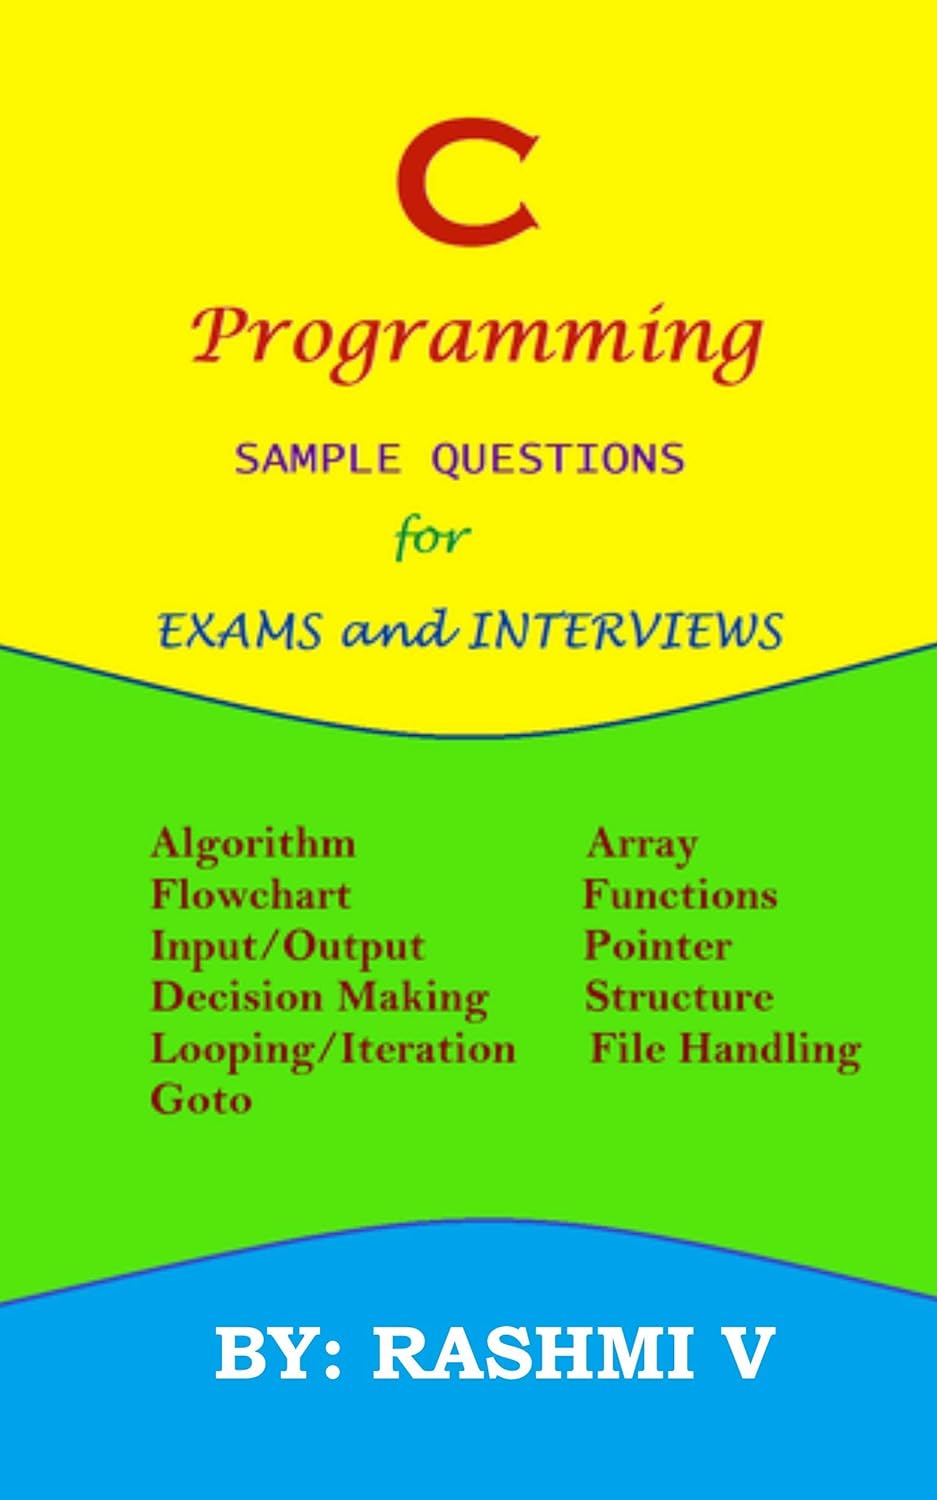 C
Programming
SAMPLE QUESTIONS
for
EXAMS and INTERVIEWS
Algorithm
Flowchart
Input/Output
Decision Making
Looping/Iteration
Goto
Array
Functions
Pointer
Structure
File Handling
BY: RASHMI V